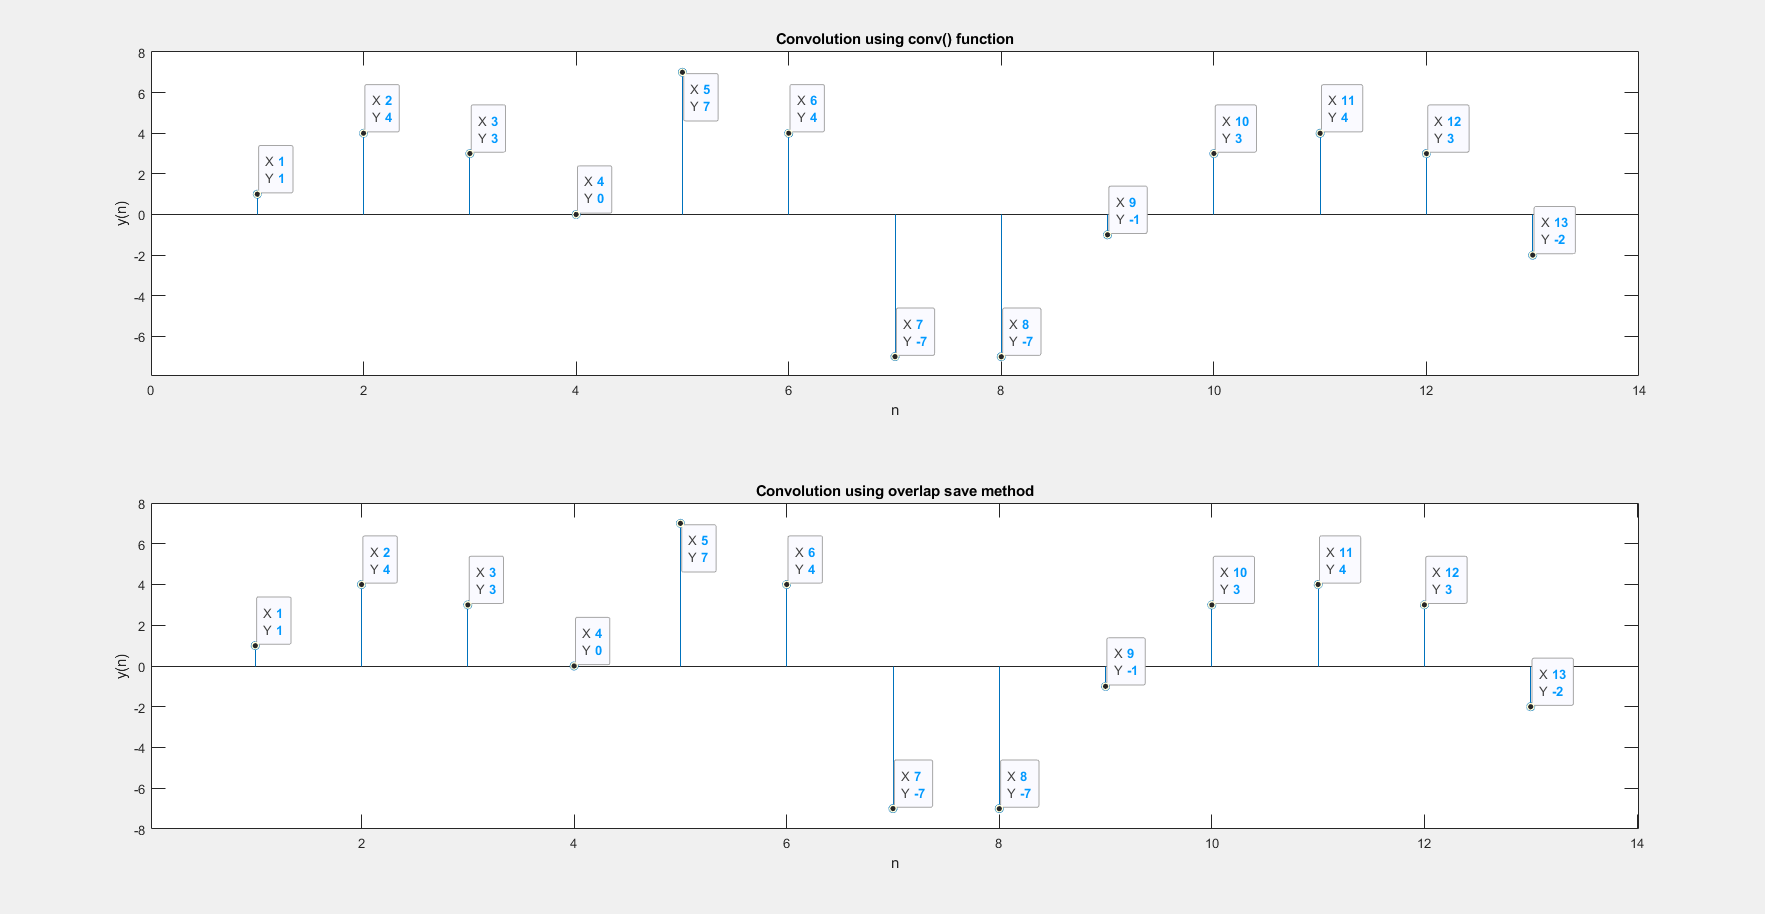 Convolution using conv() function
8
6
4
2
0
-2
-4
-6
y(n)
X 1
Y 1
X 2
Y 4
X 3
Y 3
X 4
Y 0
X 5
Y 7
X 6
Y 4
X 7
Y -7
X 8
Y -7
X 9
Y -1
X 10
Y 3
X 11
Y 4
X 12
Y 3
X 13
Y -2
0 2 4 6 8 10 12 14
n
Convolution using overlap save method
8
6
4
2
0
-2
-4
-6
-8
y(n)
X 1
Y 1
X 2
Y 4
X 3
Y 3
X 4
Y 0
X 5
Y 7
X 6
Y 4
X 7
Y -7
X 8
Y -7
X 9
Y -1
X 10
Y 3
X 11
Y 4
X 12
Y 3
X 13
Y -2
2 4 6 8 10 12 14
n